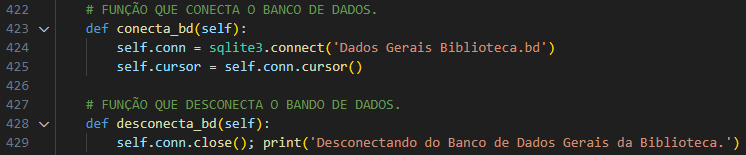 422 # FUNÇÃO QUE CONECTA O BANCO DE DADOS.
423 def conecta_bd(self):
424 self.conn = sqlite3.connect('Dados Gerais Biblioteca.bd')
425 self.cursor = self.conn.cursor()
426
427 # FUNÇÃO QUE DESCONECTA O BANDO DE DADOS.
428 def desconecta_bd(self):
429 self.conn.close(); print('Desconectando do Banco de Dados Gerais da Biblioteca.')